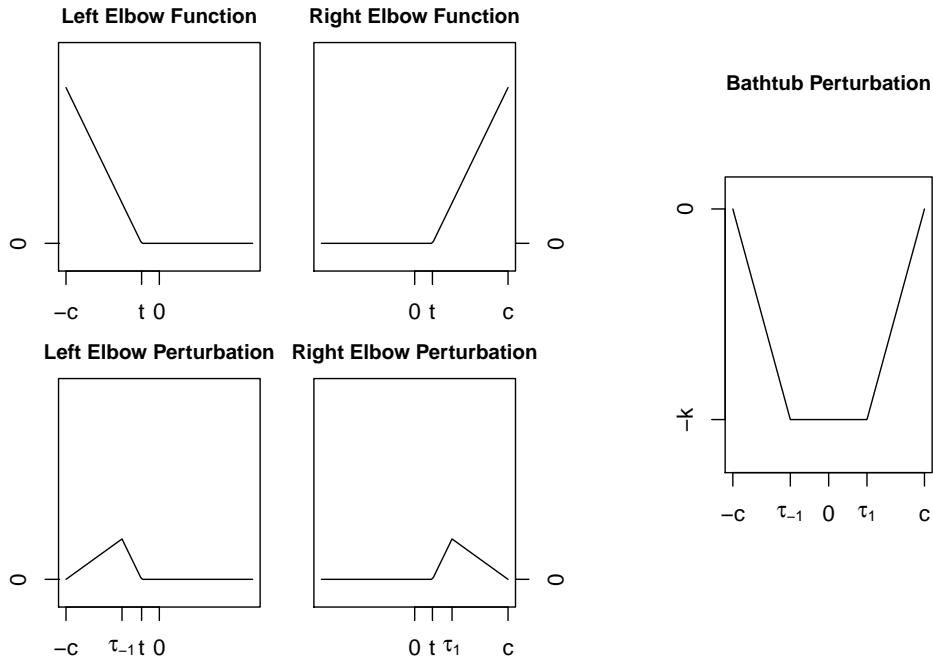 Left Elbow Function
0
−c t 0
Right Elbow Function
0
0 t c
Left Elbow Perturbation
0
−c τ₋₁ t 0
Right Elbow Perturbation
0
0 t τ₁ c
Bathtub Perturbation
0
−k
−c τ₋₁ 0 τ₁ c